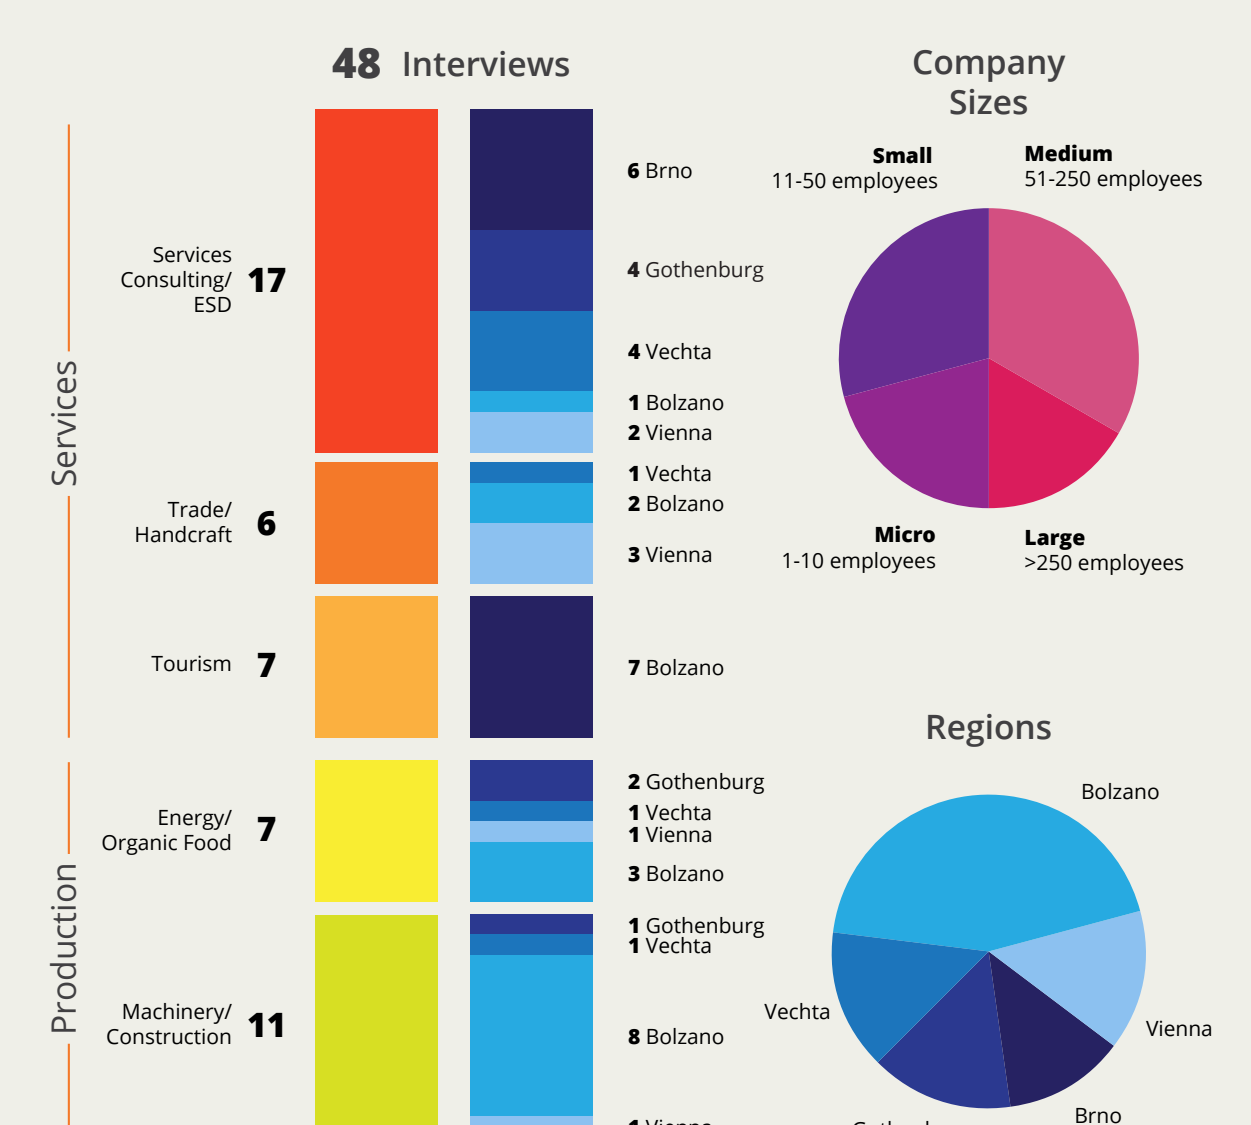 48 Interviews
Services
Services
Consulting/
ESD
17
6 Brno
4 Gothenburg
4 Vechta
1 Bolzano
2 Vienna
Trade/
Handcraft
6
1 Vechta
2 Bolzano
3 Vienna
Tourism
7
7 Bolzano
Production
Energy/
Organic Food
7
2 Gothenburg
1 Vechta
1 Vienna
3 Bolzano
Machinery/
Construction
11
1 Gothenburg
1 Vechta
8 Bolzano
1 Vienna
Company
Sizes
Small
11-50 employees
Medium
51-250 employees
Micro
1-10 employees
Large
>250 employees
Regions
Bolzano
Vechta
Vienna
Brno